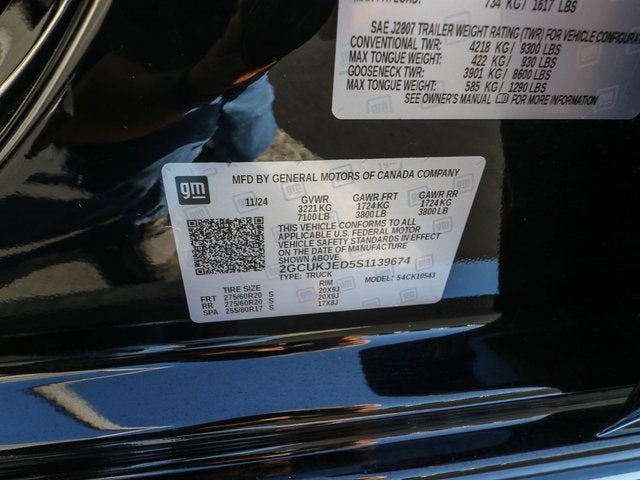 MAX PAYLOAD: 734 KG / 1617 LBS
SAE J2807 TRAILER WEIGHT RATING (TWR) FOR VEHICLE CONFIGURA
CONVENTIONAL TWR: 4218 KG / 9300 LBS
MAX TONGUE WEIGHT: 422 KG / 930 LBS
GOOSENECK TWR: 3901 KG / 8600 LBS
MAX TONGUE WEIGHT: 585 KG / 1290 LBS
SEE OWNER'S MANUAL FOR MORE INFORMATION
gm
MFD BY GENERAL MOTORS OF CANADA COMPANY
11/24 GVWR GAWR FRT GAWR RR
3221 KG 1724 KG 1724 KG
7100 LB 3800 LB 3800 LB
THIS VEHICLE CONFORMS TO ALL
APPLICABLE U.S. FEDERAL MOTOR
VEHICLE SAFETY STANDARDS IN EFFECT
ON THE DATE OF MANUFACTURE
SHOWN ABOVE.
2GCUKJED5S1139674
TYPE: TRUCK MODEL: S4CK10543
TIRE SIZE RIM
FRT 275/60R20 S 20X9J
RR 275/60R20 S 20X9J
SPA 255/80R17 S 17X8J